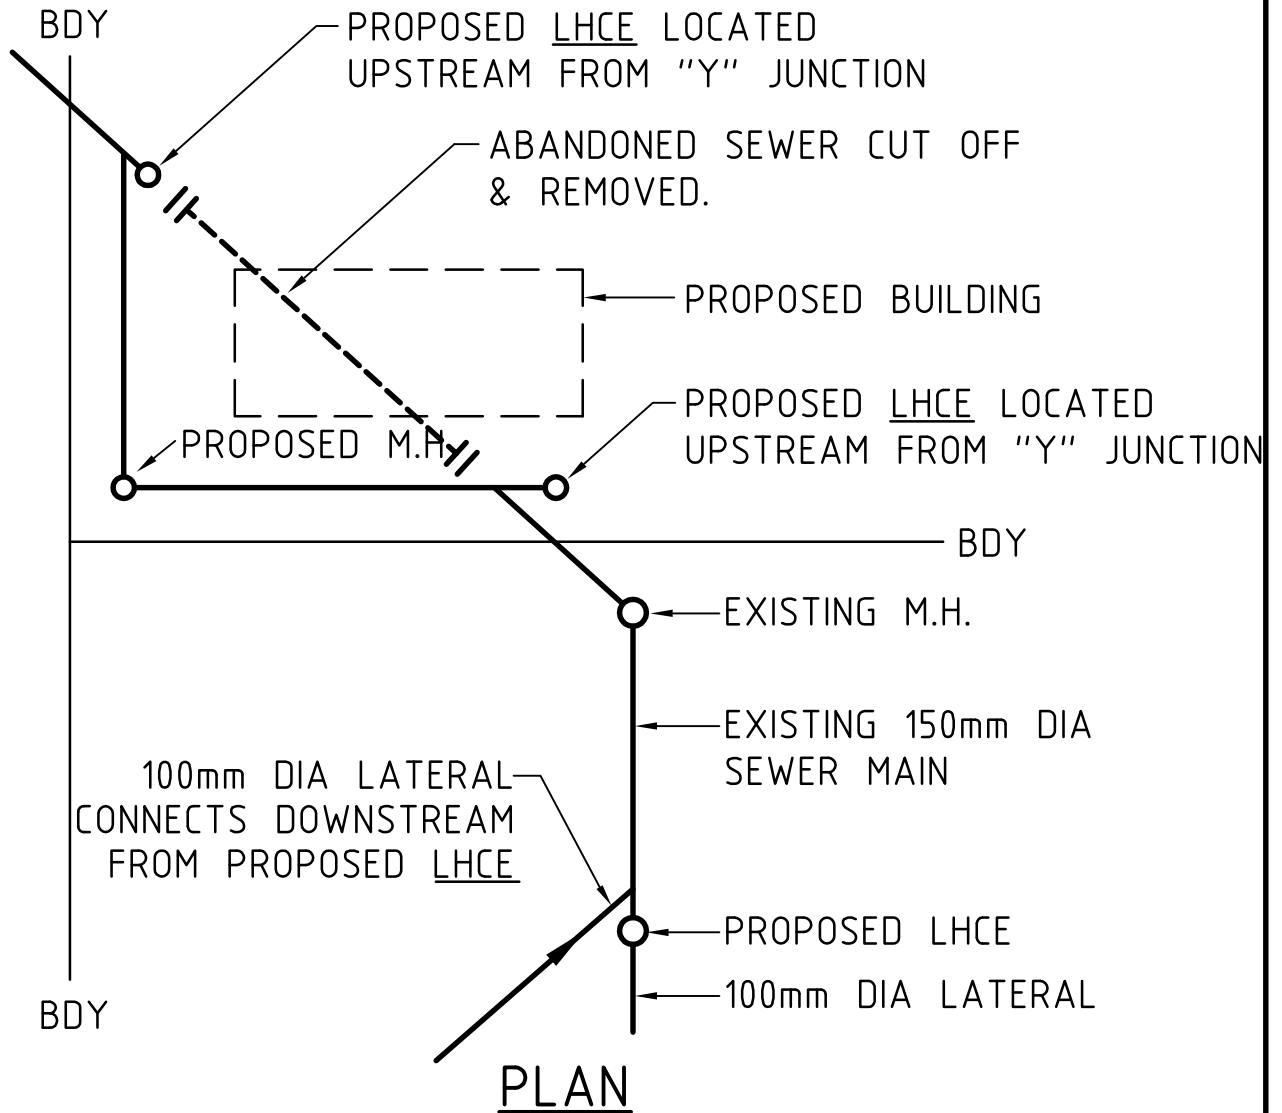 BDY
PROPOSED LHCE LOCATED
UPSTREAM FROM "Y" JUNCTION
ABANDONED SEWER CUT OFF
& REMOVED.
PROPOSED BUILDING
PROPOSED LHCE LOCATED
UPSTREAM FROM "Y" JUNCTION
PROPOSED M.H
BDY
EXISTING M.H.
EXISTING 150mm DIA
SEWER MAIN
100mm DIA LATERAL
CONNECTS DOWNSTREAM
FROM PROPOSED LHCE
PROPOSED LHCE
100mm DIA LATERAL
BDY
PLAN